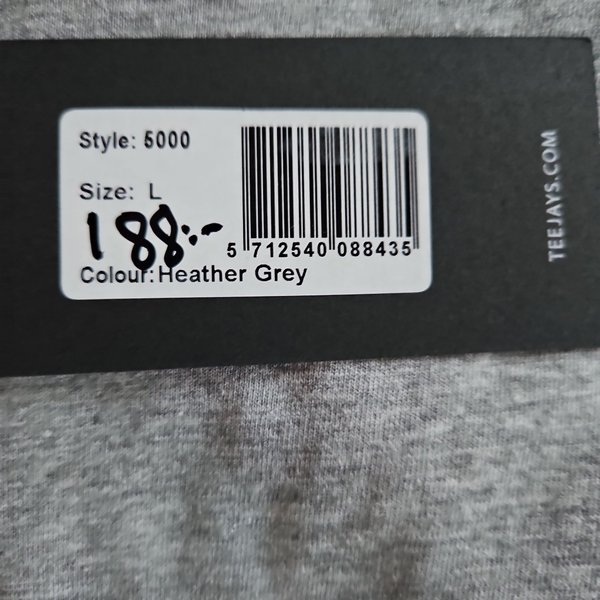 Style: 5000
Size: L
188:-
5 712540 088435
Colour:Heather Grey
TEEJAYS.COM